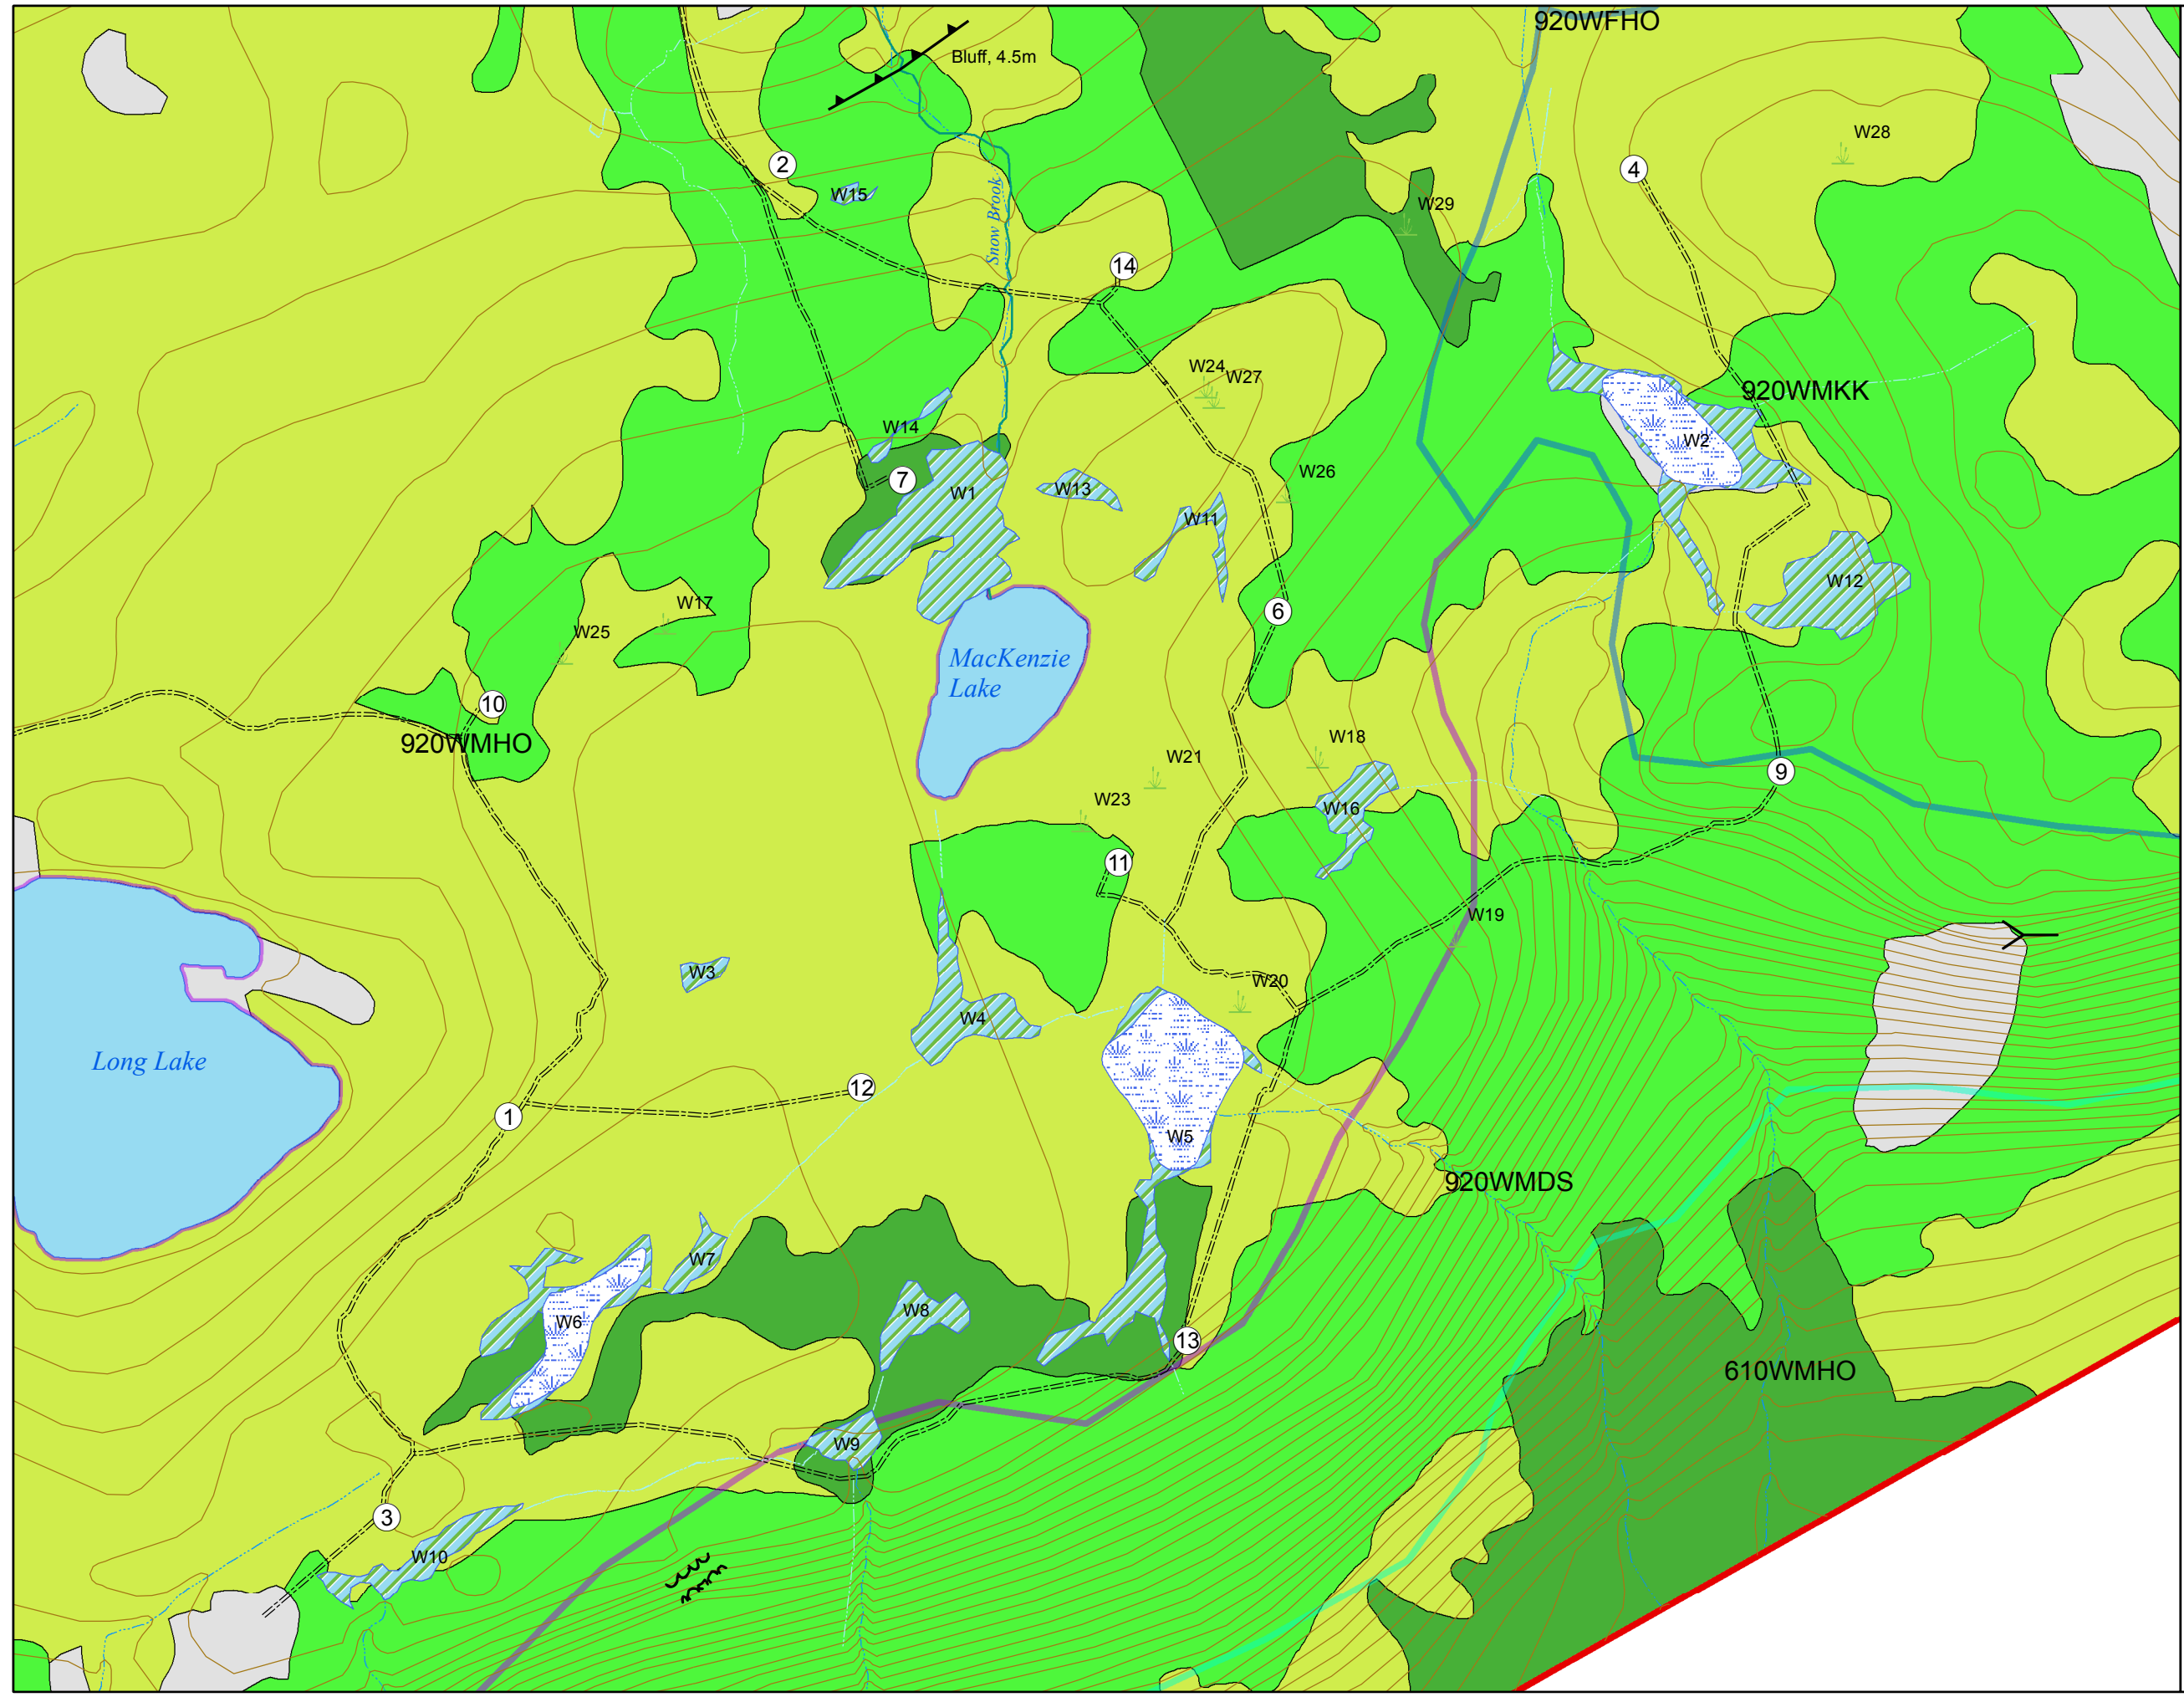 920WFHO
Bluff, 4.5m
W28
2
4
W15
W29
Snow Brook
14
W24
W27
920WMKK
W14
W2
W26
7
W1
W13
W11
W12
W17
6
W25
MacKenzie
Lake
10
920WMHO
W18
W21
9
W23
W16
11
W19
W3
W20
W4
Long Lake
12
1
W5
920WMDS
W7
W8
W6
13
610WMHO
W9
3
W10